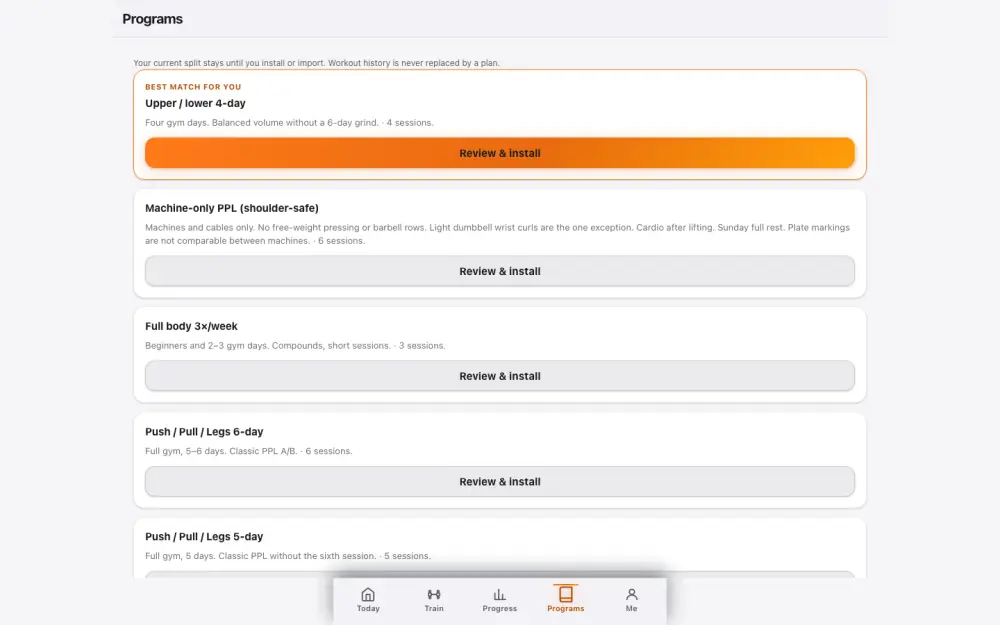 Programs
Your current split stays until you install or import. Workout history is never replaced by a plan.
BEST MATCH FOR YOU
Upper / lower 4-day
Four gym days. Balanced volume without a 6-day grind. · 4 sessions.
Review & install
Machine-only PPL (shoulder-safe)
Machines and cables only. No free-weight pressing or barbell rows. Light dumbbell wrist curls are the one exception. Cardio after lifting. Sunday full rest. Plate markings
are not comparable between machines. · 6 sessions.
Review & install
Full body 3×/week
Beginners and 2–3 gym days. Compounds, short sessions. · 3 sessions.
Review & install
Push / Pull / Legs 6-day
Full gym, 5–6 days. Classic PPL A/B. · 6 sessions.
Review & install
Push / Pull / Legs 5-day
Full gym, 5 days. Classic PPL without the sixth session. · 5 sessions.
Today
Train
Progress
Programs
Me